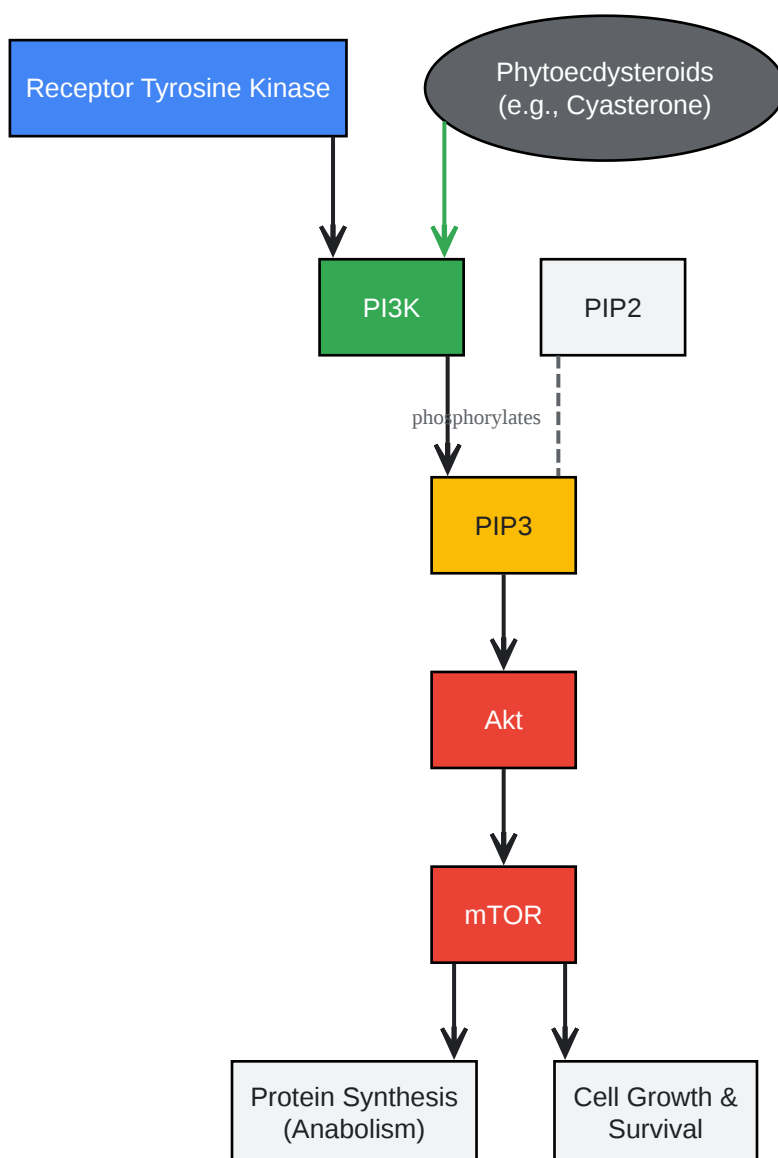 Receptor Tyrosine Kinase
Phytoecdysteroids
(e.g., Cyasterone)
PI3K
PIP2
phosphorylates
PIP3
Akt
mTOR
Protein Synthesis
(Anabolism)
Cell Growth &
Survival